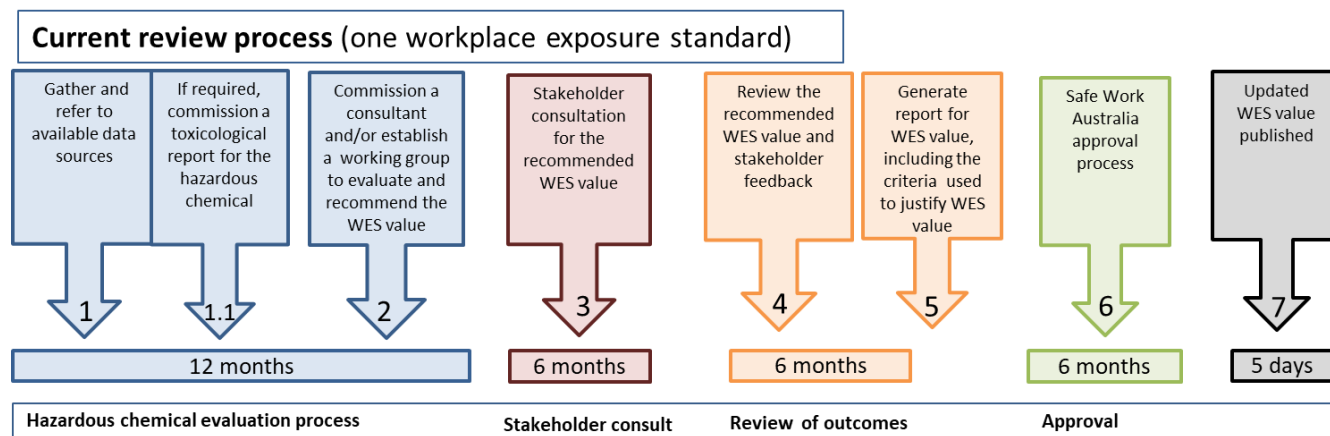 Current review process (one workplace exposure standard)
Gather and
refer to
available data
sources
If required,
commission a
toxicological
report for the
hazardous
chemical
Commission a
consultant
and/or establish
a working group
to evaluate and
recommend the
WES value
Stakeholder
consultation
for the
recommended
WES value
Review the
recommended
WES value and
stakeholder
feedback
Generate
report for
WES value,
including the
criteria used
to justify WES
value
Safe Work
Australia
approval
process
Updated
WES value
published
1
1.1
2
3
4
5
6
7
12 months
6 months
6 months
6 months
5 days
Hazardous chemical evaluation process
Stakeholder consult
Review of outcomes
Approval